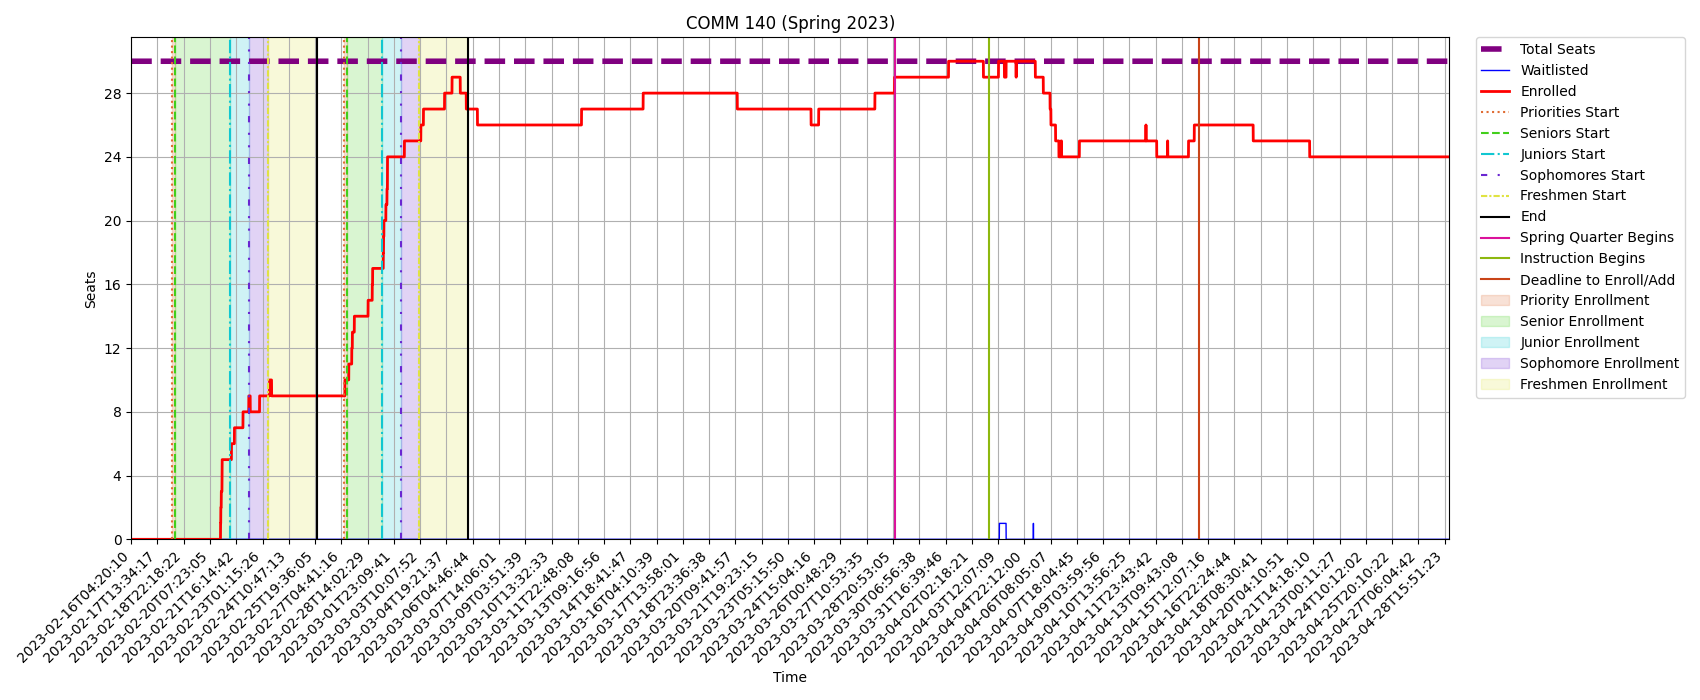 COMM 140 (Spring 2023)
Seats
28
24
20
16
12
8
4
0
2023-02-16T04:20:10
2023-02-17T13:34:17
2023-02-18T22:18:22
2023-02-20T07:23:05
2023-02-21T16:14:42
2023-02-23T01:15:26
2023-02-24T10:47:13
2023-02-25T19:36:05
2023-02-27T04:41:16
2023-02-28T14:02:29
2023-03-01T23:09:41
2023-03-03T10:07:52
2023-03-04T19:21:37
2023-03-06T04:46:44
2023-03-07T14:06:01
2023-03-09T03:51:39
2023-03-10T13:32:33
2023-03-11T22:48:08
2023-03-13T09:16:56
2023-03-14T18:41:47
2023-03-16T04:10:39
2023-03-17T13:58:01
2023-03-18T23:36:38
2023-03-20T09:41:57
2023-03-21T19:23:15
2023-03-23T05:15:50
2023-03-24T15:04:16
2023-03-26T00:48:29
2023-03-27T10:53:35
2023-03-28T20:53:05
2023-03-30T06:56:38
2023-03-31T16:39:46
2023-04-02T02:18:21
2023-04-03T12:07:09
2023-04-04T22:12:00
2023-04-06T08:05:07
2023-04-07T18:04:45
2023-04-09T03:59:56
2023-04-10T13:56:25
2023-04-11T23:43:42
2023-04-13T09:43:08
2023-04-15T12:07:16
2023-04-16T22:24:44
2023-04-18T08:30:41
2023-04-20T04:10:51
2023-04-21T14:18:10
2023-04-23T00:11:27
2023-04-24T10:12:02
2023-04-25T20:10:22
2023-04-27T06:04:42
2023-04-28T15:51:23
Time
Total Seats
Waitlisted
Enrolled
Priorities Start
Seniors Start
Juniors Start
Sophomores Start
Freshmen Start
End
Spring Quarter Begins
Instruction Begins
Deadline to Enroll/Add
Priority Enrollment
Senior Enrollment
Junior Enrollment
Sophomore Enrollment
Freshmen Enrollment